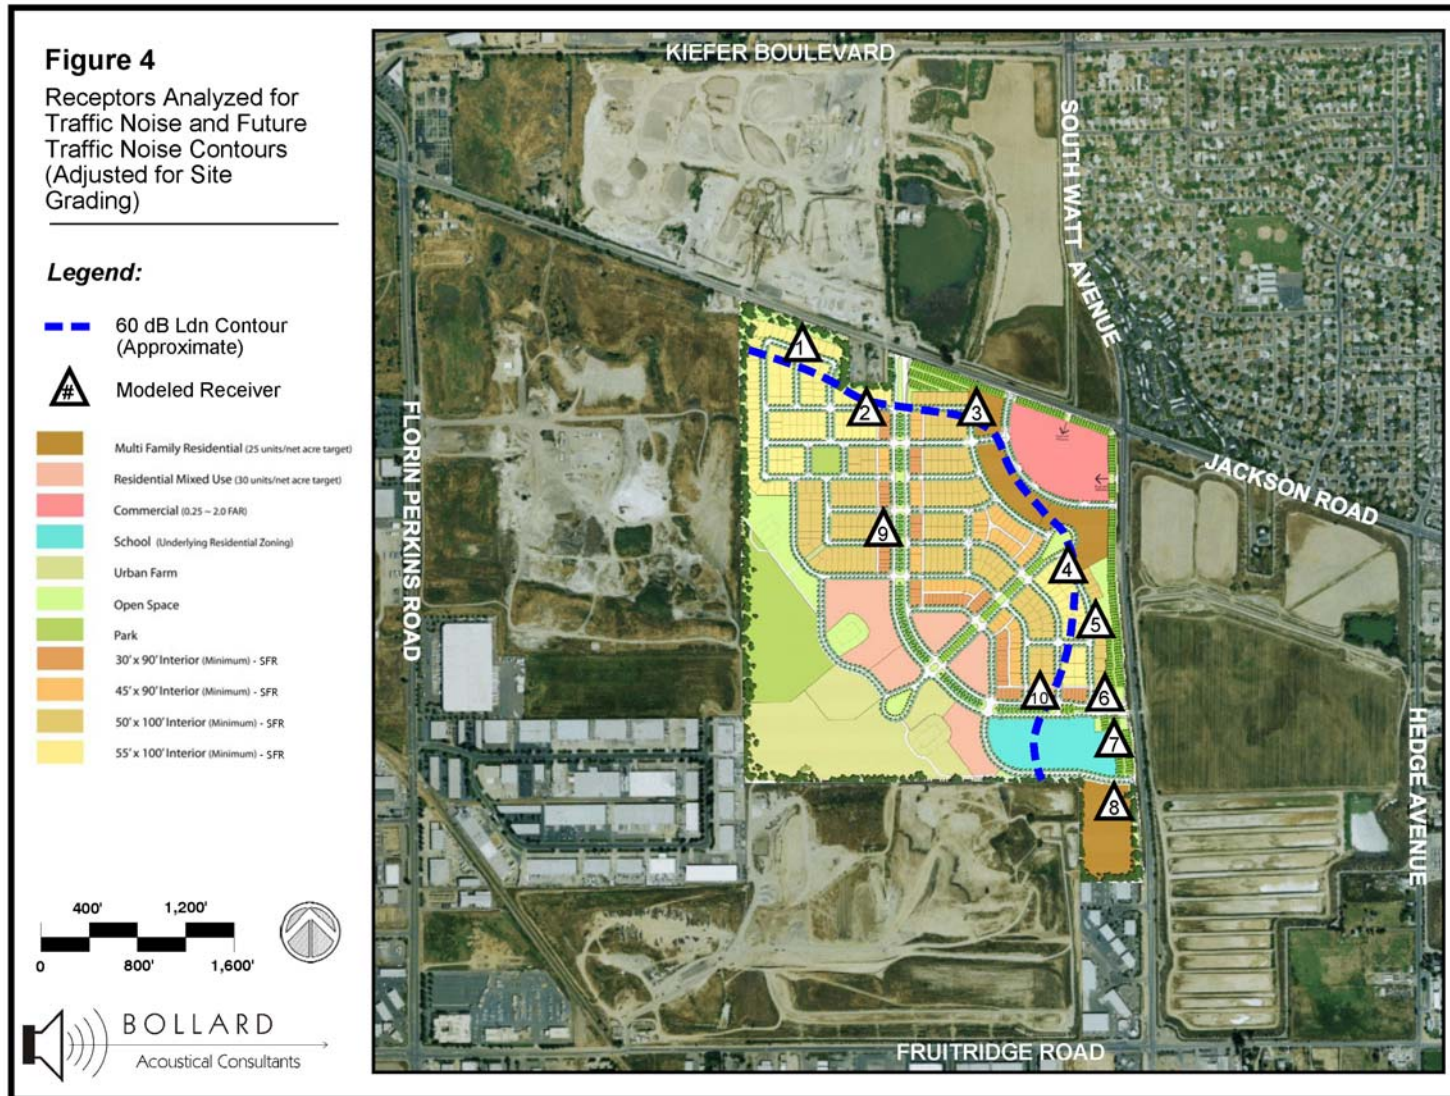 Figure 4
Receptors Analyzed for
Traffic Noise and Future
Traffic Noise Contours
(Adjusted for Site
Grading)
Legend:
60 dB Ldn Contour
(Approximate)
# Modeled Receiver
Multi Family Residential (25 units/net acre target)
Residential Mixed Use (30 units/net acre target)
Commercial (0.25 ~ 2.0 FAR)
School (Underlying Residential Zoning)
Urban Farm
Open Space
Park
30' x 90' Interior (Minimum) - SFR
45' x 90' Interior (Minimum) - SFR
50' x 100' Interior (Minimum) - SFR
55' x 100' Interior (Minimum) - SFR
400' 1,200'
0 800' 1,600'
BOLLARD
Acoustical Consultants
KIEFER BOULEVARD
SOUTH WATT AVENUE
FLORIN PERKINS ROAD
JACKSON ROAD
HEDGE AVENUE
FRUITRIDGE ROAD
1
2
3
9
4
5
10
6
7
8